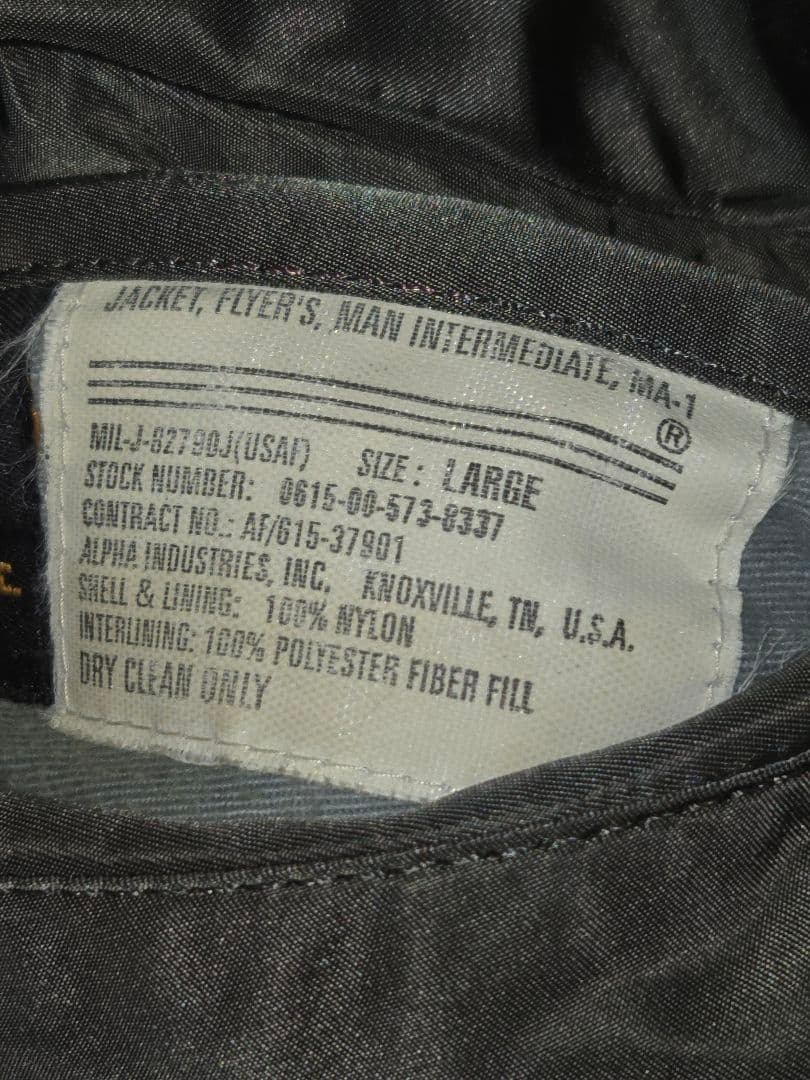 JACKET, FLYER'S, MAN INTERMEDIATE, MA-1
®
MIL-J-82790J(USAF) SIZE: LARGE
STOCK NUMBER: 0615-00-573-8337
CONTRACT NO.: AF/615-37901
ALPHA INDUSTRIES, INC. KNOXVILLE, TN, U.S.A.
SHELL & LINING: 100% NYLON
INTERLINING: 100% POLYESTER FIBER FILL
DRY CLEAN ONLY